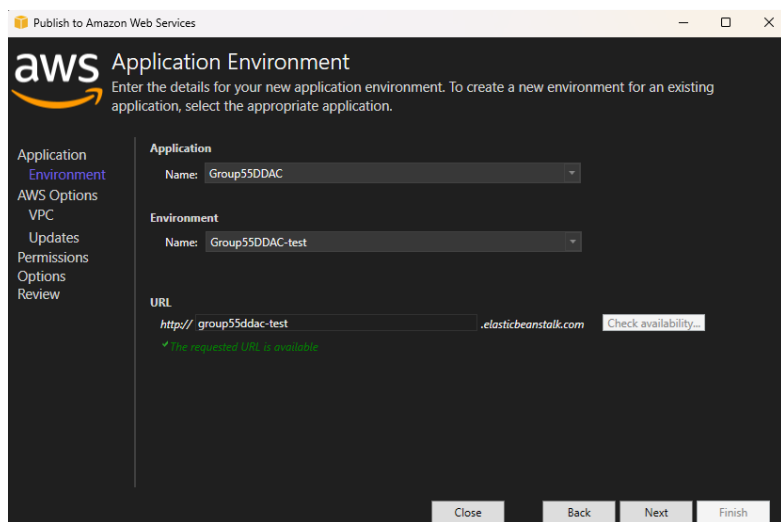 Publish to Amazon Web Services
aws
Application Environment
Enter the details for your new application environment. To create a new environment for an existing
application, select the appropriate application.
Application
Environment
AWS Options
VPC
Updates
Permissions
Options
Review
Application
Name: Group55DDAC
Environment
Name: Group55DDAC-test
URL
http:// group55ddac-test .elasticbeanstalk.com Check availability...
The requested URL is available
Close Back Next Finish